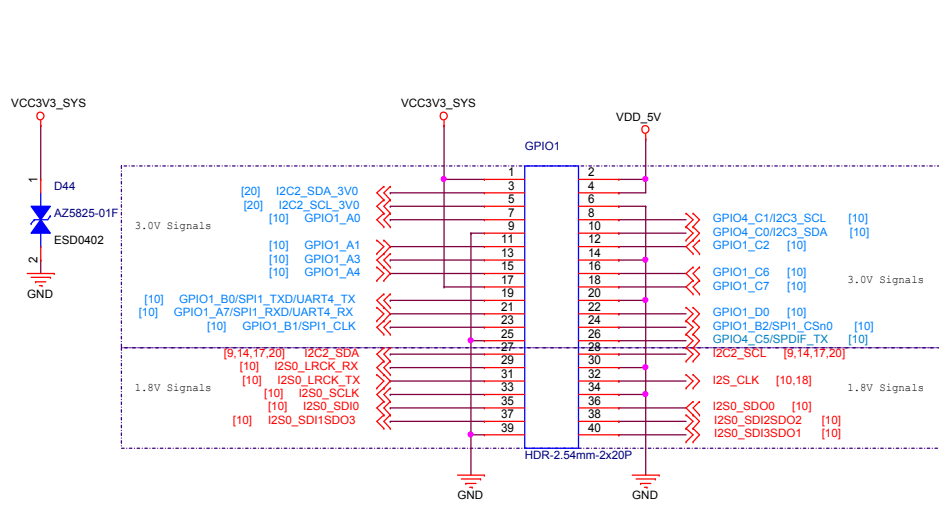 VCC3V3_SYS
VCC3V3_SYS
VDD_5V
GPIO1
1
D44
AZ5825-01F
ESD0402
2
GND
3.0V Signals
3.0V Signals
1.8V Signals
1.8V Signals
1 2
[20] I2C2_SDA_3V0 3 4
[20] I2C2_SCL_3V0 5 6
[10] GPIO1_A0 7 8 GPIO4_C1/I2C3_SCL [10]
9 10 GPIO4_C0/I2C3_SDA [10]
[10] GPIO1_A1 11 12 GPIO1_C2 [10]
[10] GPIO1_A3 13 14
[10] GPIO1_A4 15 16 GPIO1_C6 [10]
17 18 GPIO1_C7 [10]
[10] GPIO1_B0/SPI1_TXD/UART4_TX 19 20
[10] GPIO1_A7/SPI1_RXD/UART4_RX 21 22 GPIO1_D0 [10]
[10] GPIO1_B1/SPI1_CLK 23 24 GPIO1_B2/SPI1_CSn0 [10]
25 26 GPIO4_C5/SPDIF_TX [10]
[9,14,17,20] I2C2_SDA 27 28 I2C2_SCL [9,14,17,20]
[10] I2S0_LRCK_RX 29 30
[10] I2S0_LRCK_TX 31 32 I2S_CLK [10,18]
[10] I2S0_SCLK 33 34
[10] I2S0_SDI0 35 36 I2S0_SDO0 [10]
[10] I2S0_SDI1SDO3 37 38 I2S0_SDI2SDO2 [10]
39 40 I2S0_SDI3SDO1 [10]
HDR-2.54mm-2x20P
GND
GND